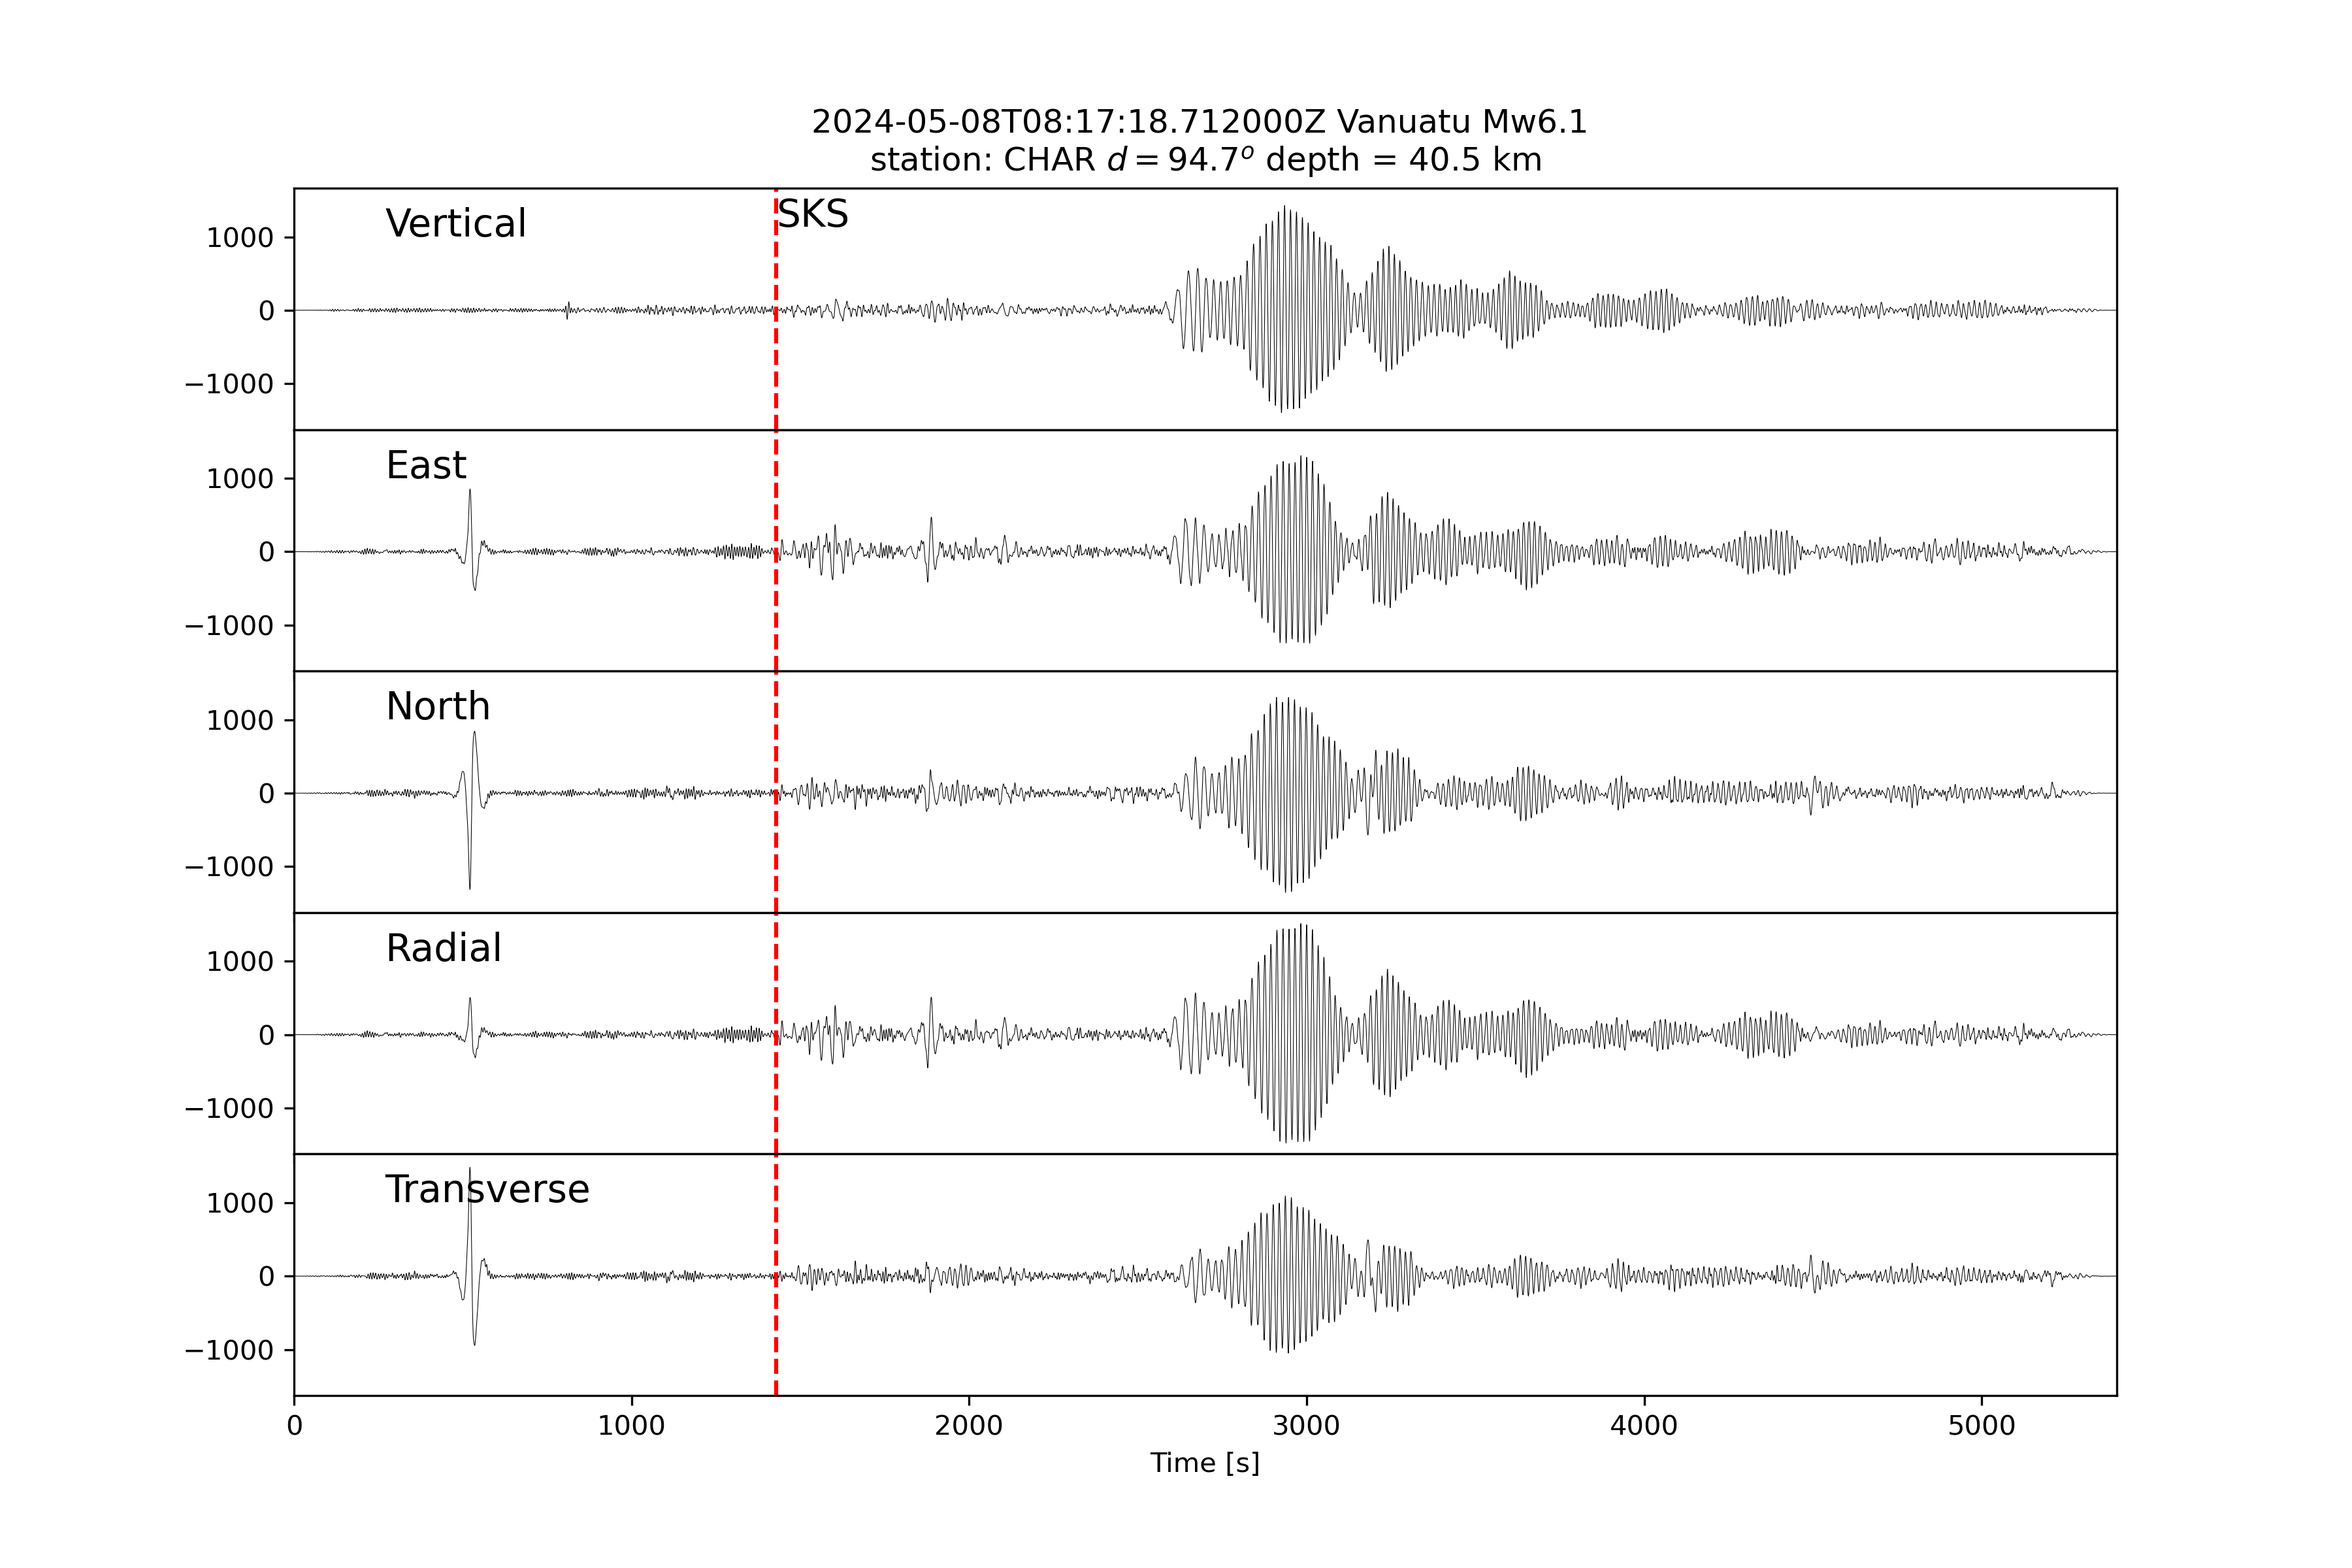 2024-05-08T08:17:18.712000Z Vanuatu Mw6.1
station: CHAR d = 94.7° depth = 40.5 km
Vertical
SKS
1000
0
−1000
East
1000
0
−1000
North
1000
0
−1000
Radial
1000
0
−1000
Transverse
1000
0
−1000
0 1000 2000 3000 4000 5000
Time [s]